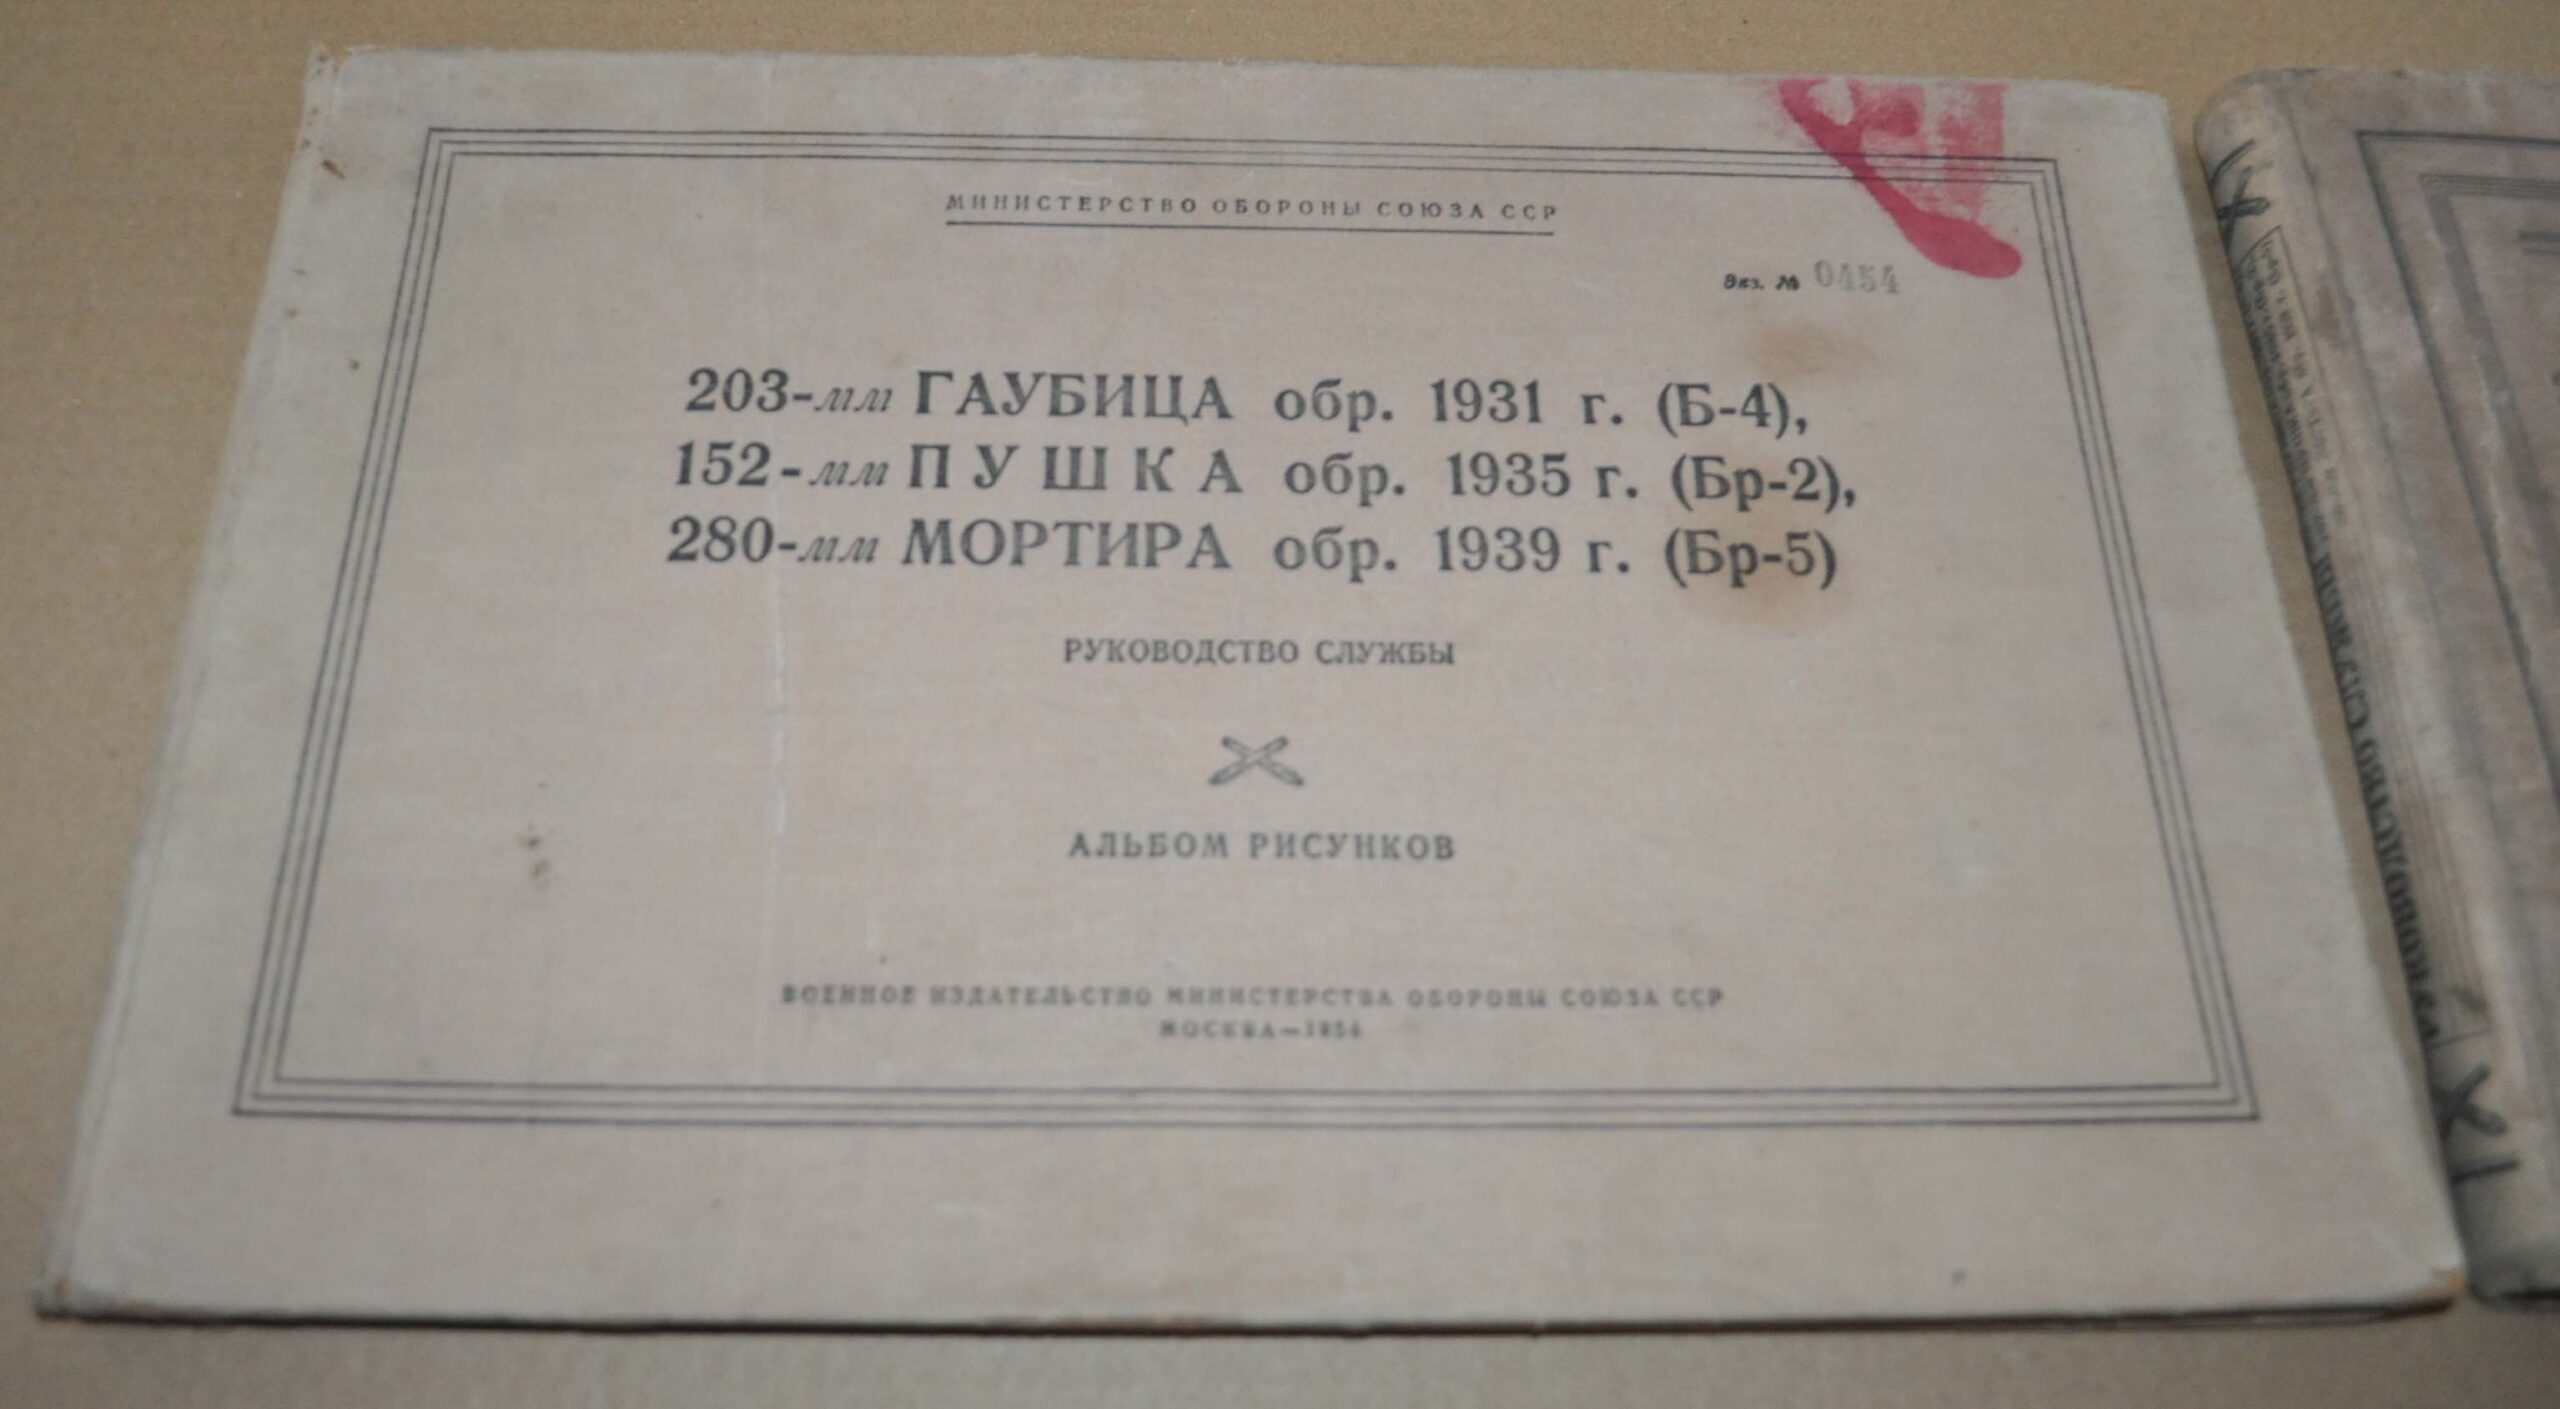 МИНИСТЕРСТВО ОБОРОНЫ СОЮЗА ССР
Экз. № 0454
203-мм ГАУБИЦА обр. 1931 г. (Б-4),
152-мм ПУШКА обр. 1935 г. (Бр-2),
280-мм МОРТИРА обр. 1939 г. (Бр-5)
РУКОВОДСТВО СЛУЖБЫ
АЛЬБОМ РИСУНКОВ
ВОЕННОЕ ИЗДАТЕЛЬСТВО МИНИСТЕРСТВА ОБОРОНЫ СОЮЗА ССР
МОСКВА—1954
РУКОВОДСТВО СЛУЖБЫ